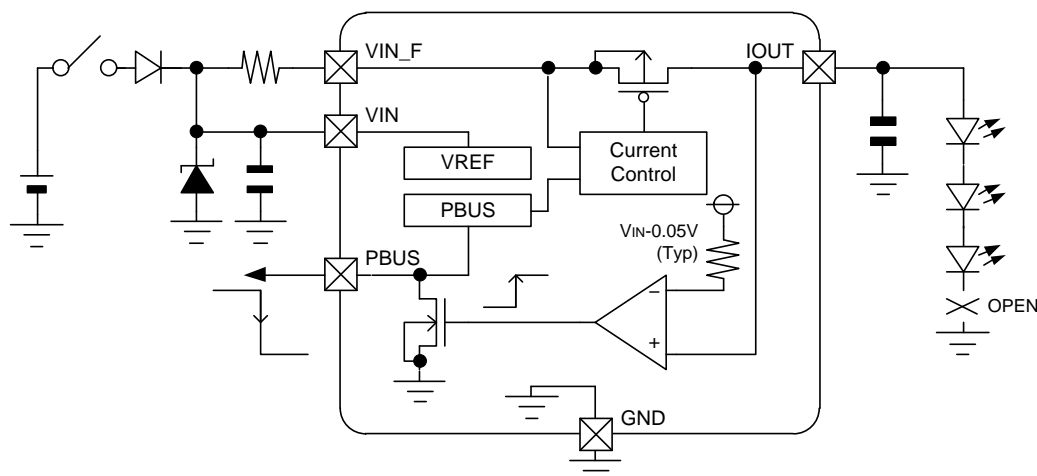 VIN_F
IOUT
VIN
VREF
Current
Control
PBUS
VIN-0.05V
(Typ)
PBUS
−
+
OPEN
GND